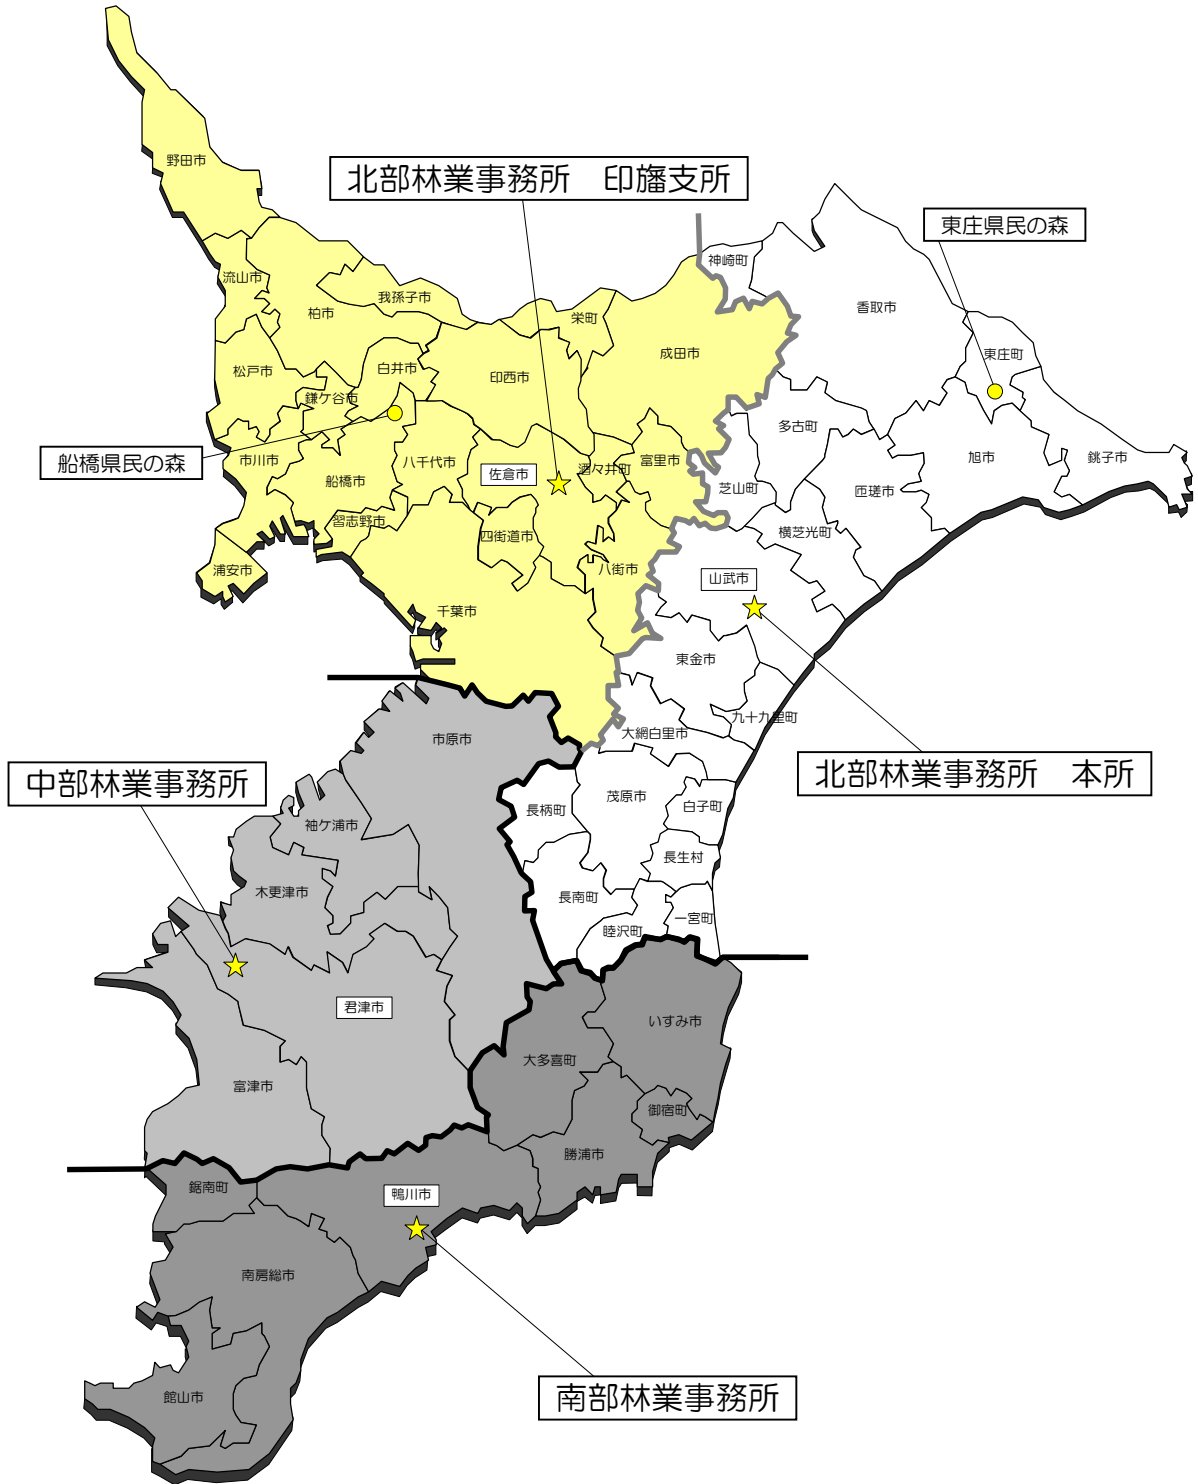 野田市
北部林業事務所　印旛支所
東庄県民の森
神崎町
流山市
我孫子市
香取市
柏市
栄町
成田市
東庄町
松戸市
白井市
印西市
鎌ケ谷市
多古町
船橋県民の森
市川市
八千代市
佐倉市
酒々井町
富里市
旭市
銚子市
船橋市
芝山町
匝瑳市
習志野市
四街道市
横芝光町
浦安市
八街市
山武市
千葉市
東金市
九十九里町
大網白里市
市原市
北部林業事務所　本所
中部林業事務所
長柄町
茂原市
白子町
袖ケ浦市
長生村
木更津市
長南町
一宮町
睦沢町
君津市
いすみ市
大多喜町
富津市
御宿町
勝浦市
鋸南町
鴨川市
南房総市
館山市
南部林業事務所